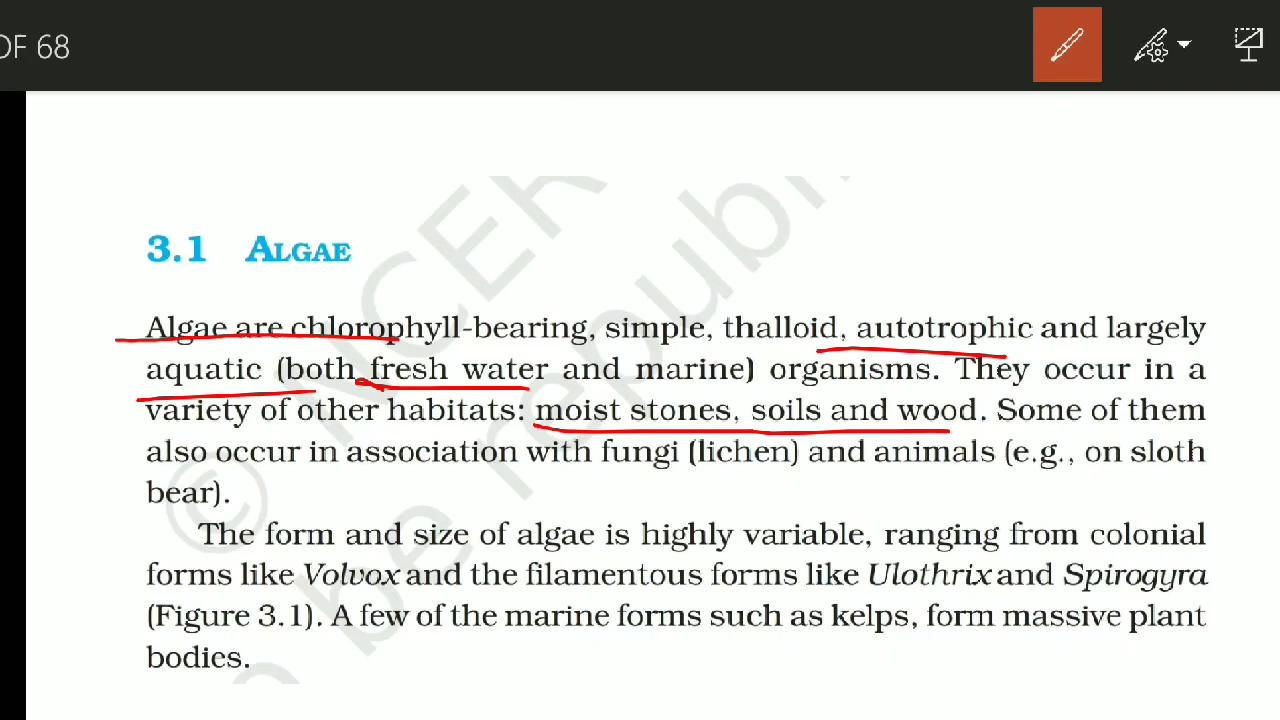 OF 68
3.1 ALGAE
Algae are chlorophyll-bearing, simple, thalloid, autotrophic and largely
aquatic (both fresh water and marine) organisms. They occur in a
variety of other habitats: moist stones, soils and wood. Some of them
also occur in association with fungi (lichen) and animals (e.g., on sloth
bear).
The form and size of algae is highly variable, ranging from colonial
forms like Volvox and the filamentous forms like Ulothrix and Spirogyra
(Figure 3.1). A few of the marine forms such as kelps, form massive plant
bodies.
© NCER
be republ